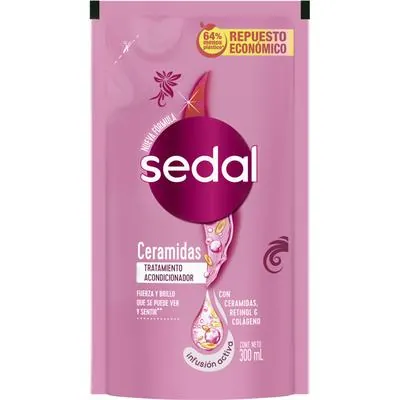 64%
menos
plástico*
REPUESTO
ECONÓMICO
NUEVA FÓRMULA
sedal
Ceramidas
TRATAMIENTO
ACONDICIONADOR
FUERZA Y BRILLO
QUE SE PUEDE VER
Y SENTIR**
CON
CERAMIDAS,
RETINOL &
COLÁGENO
infusión activa
CONT. NETO
300 mL